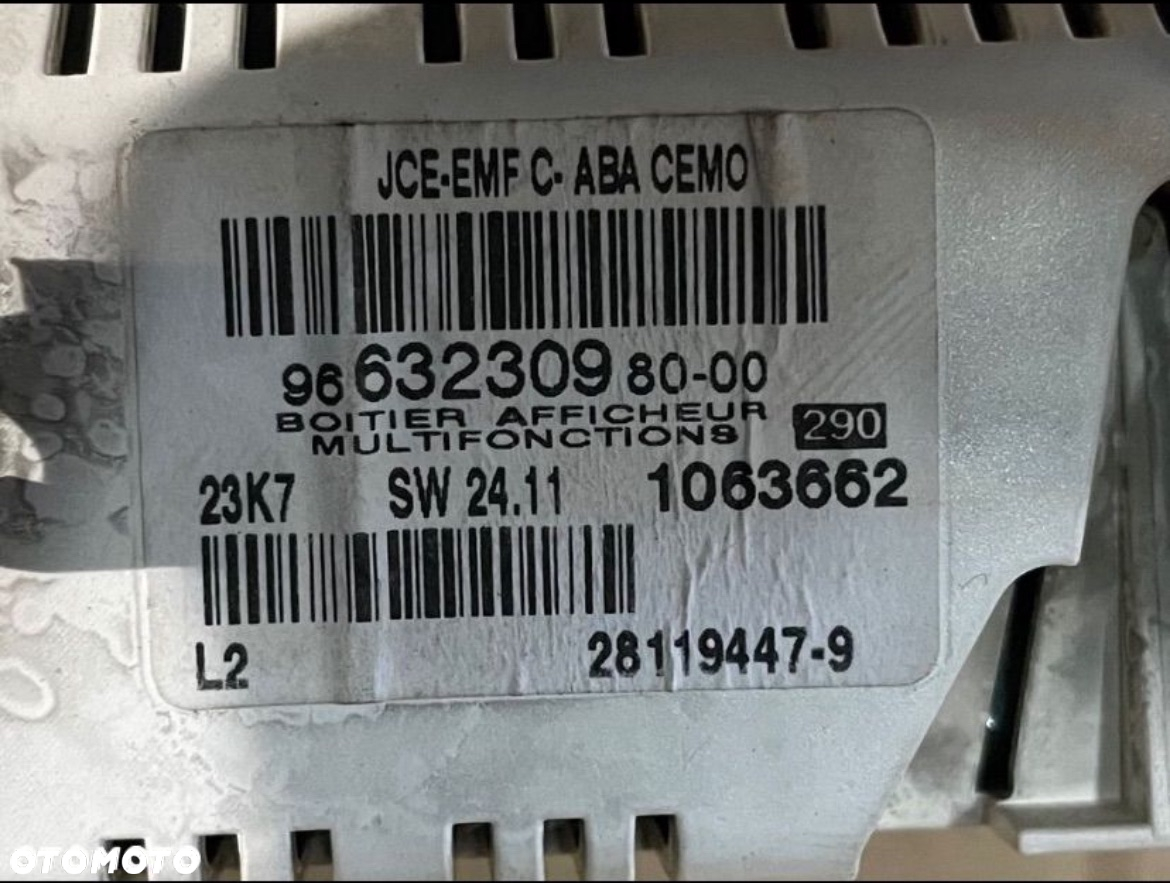 JCE-EMF C- ABA CEMO
96 632309 80-00
BOITIER AFFICHEUR
MULTIFONCTIONS 290
23K7 SW 24.11 1063662
L2 28119447-9
OTOMOTO